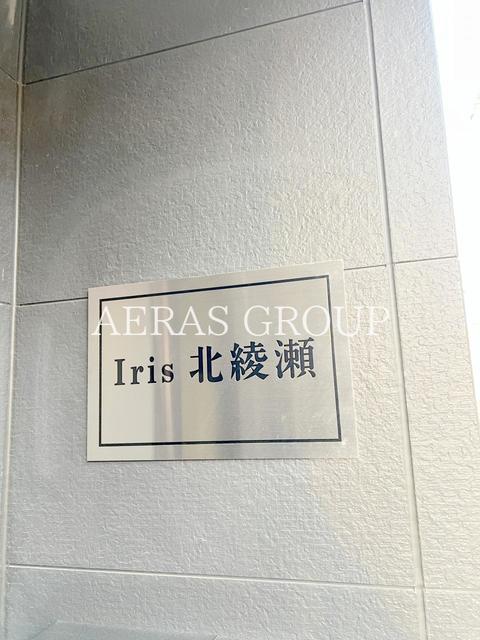 AERAS GROUP
Iris 北綾瀬